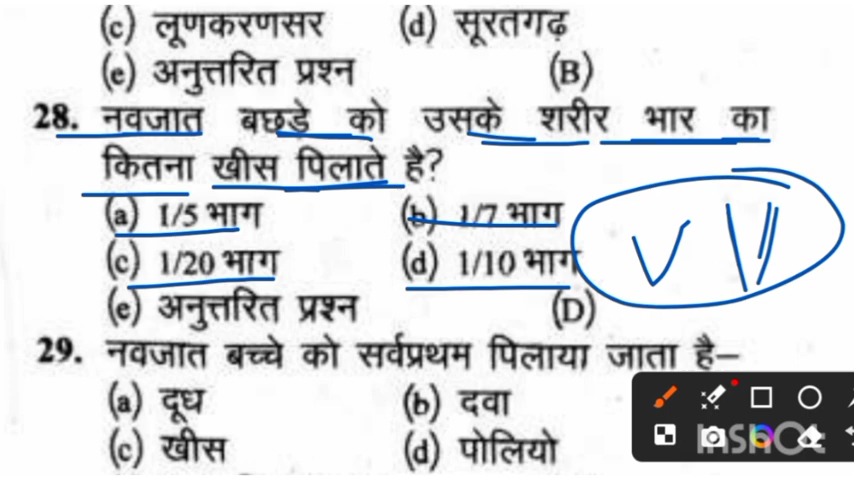 (c) लूणकरणसर (d) सूरतगढ़
(e) अनुत्तरित प्रश्न (B)
28. नवजात बछड़े को उसके शरीर भार का
कितना खीस पिलाते है?
(a) 1/5 भाग (b) 1/7 भाग
(c) 1/20 भाग (d) 1/10 भाग
(e) अनुत्तरित प्रश्न (D)
29. नवजात बच्चे को सर्वप्रथम पिलाया जाता है–
(a) दूध (b) दवा
(c) खीस (d) पोलियो
InShOt